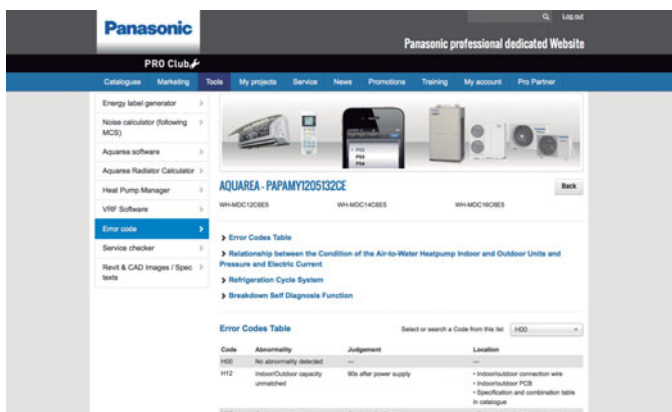 Panasonic
Log out
Panasonic professional dedicated Website
PRO Club
Catalogues Marketing Tools My projects Service News Promotions Training My account Pro Partner
Energy label generator
Noise calculator (following
MCS)
Aquarea software
Aquarea Radiator Calculator
Heat Pump Manager
VRF Software
Error code
Service checker
Revit & CAD Images / Spec
texts
P02
P03
P04
AQUAREA - PAPAMY1205132CE
Back
WH-MDC12C6E5 WH-MDC14C6E5 WH-MDC16C6E5
Error Codes Table
Relationship between the Condition of the Air-to-Water Heatpump Indoor and Outdoor Units and
Pressure and Electric Current
Refrigeration Cycle System
Breakdown Self Diagnosis Function
Error Codes Table
Select or search a Code from this list H00
Code Abnormality Judgement Location
H00 No abnormality detected — —
H12 Indoor/Outdoor capacity 90s after power supply • Indoor/outdoor connection wire
unmatched • Indoor/outdoor PCB
• Specification and combination table
in catalogue